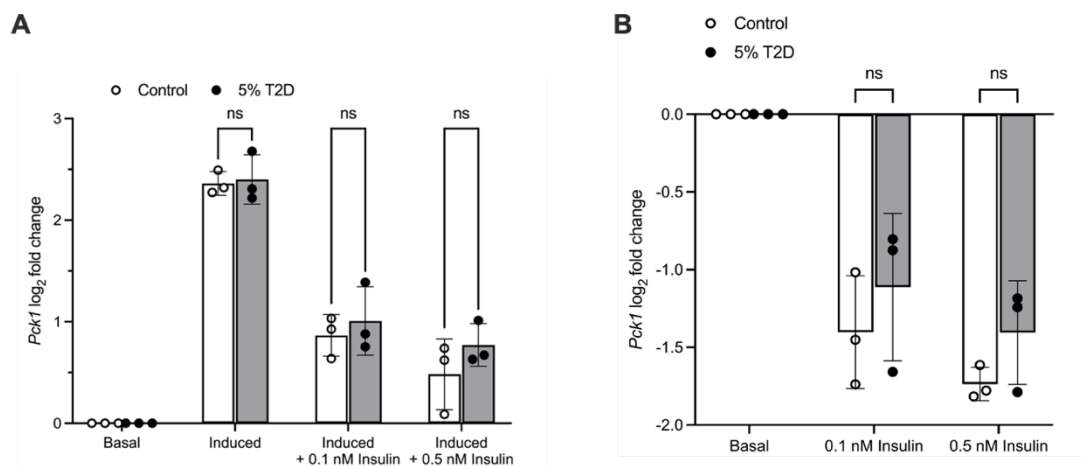 A
Control 5% T2D
ns ns ns
3
2
1
0
Pck1 log2 fold change
Basal Induced Induced + 0.1 nM Insulin Induced + 0.5 nM Insulin
B
Control
5% T2D
ns ns
0.0
-0.5
-1.0
-1.5
-2.0
Pck1 log2 fold change
Basal 0.1 nM Insulin 0.5 nM Insulin